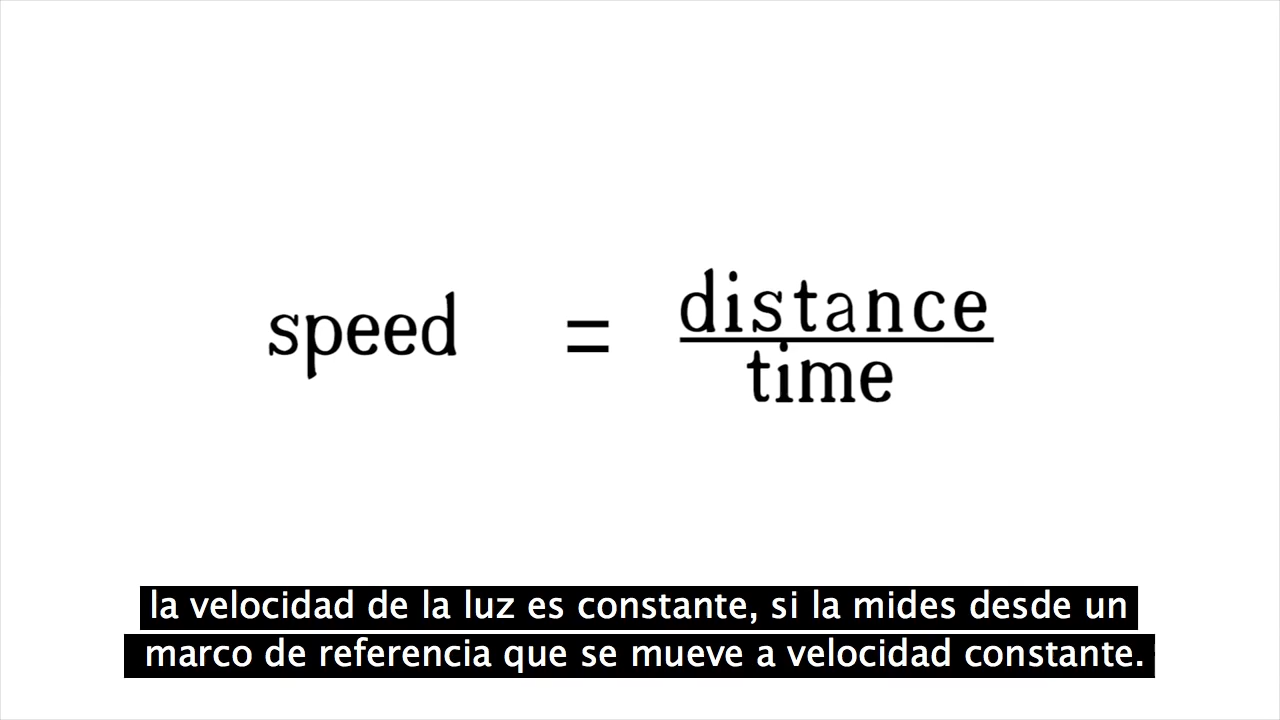 speed = distance
time
la velocidad de la luz es constante, si la mides desde un
marco de referencia que se mueve a velocidad constante.